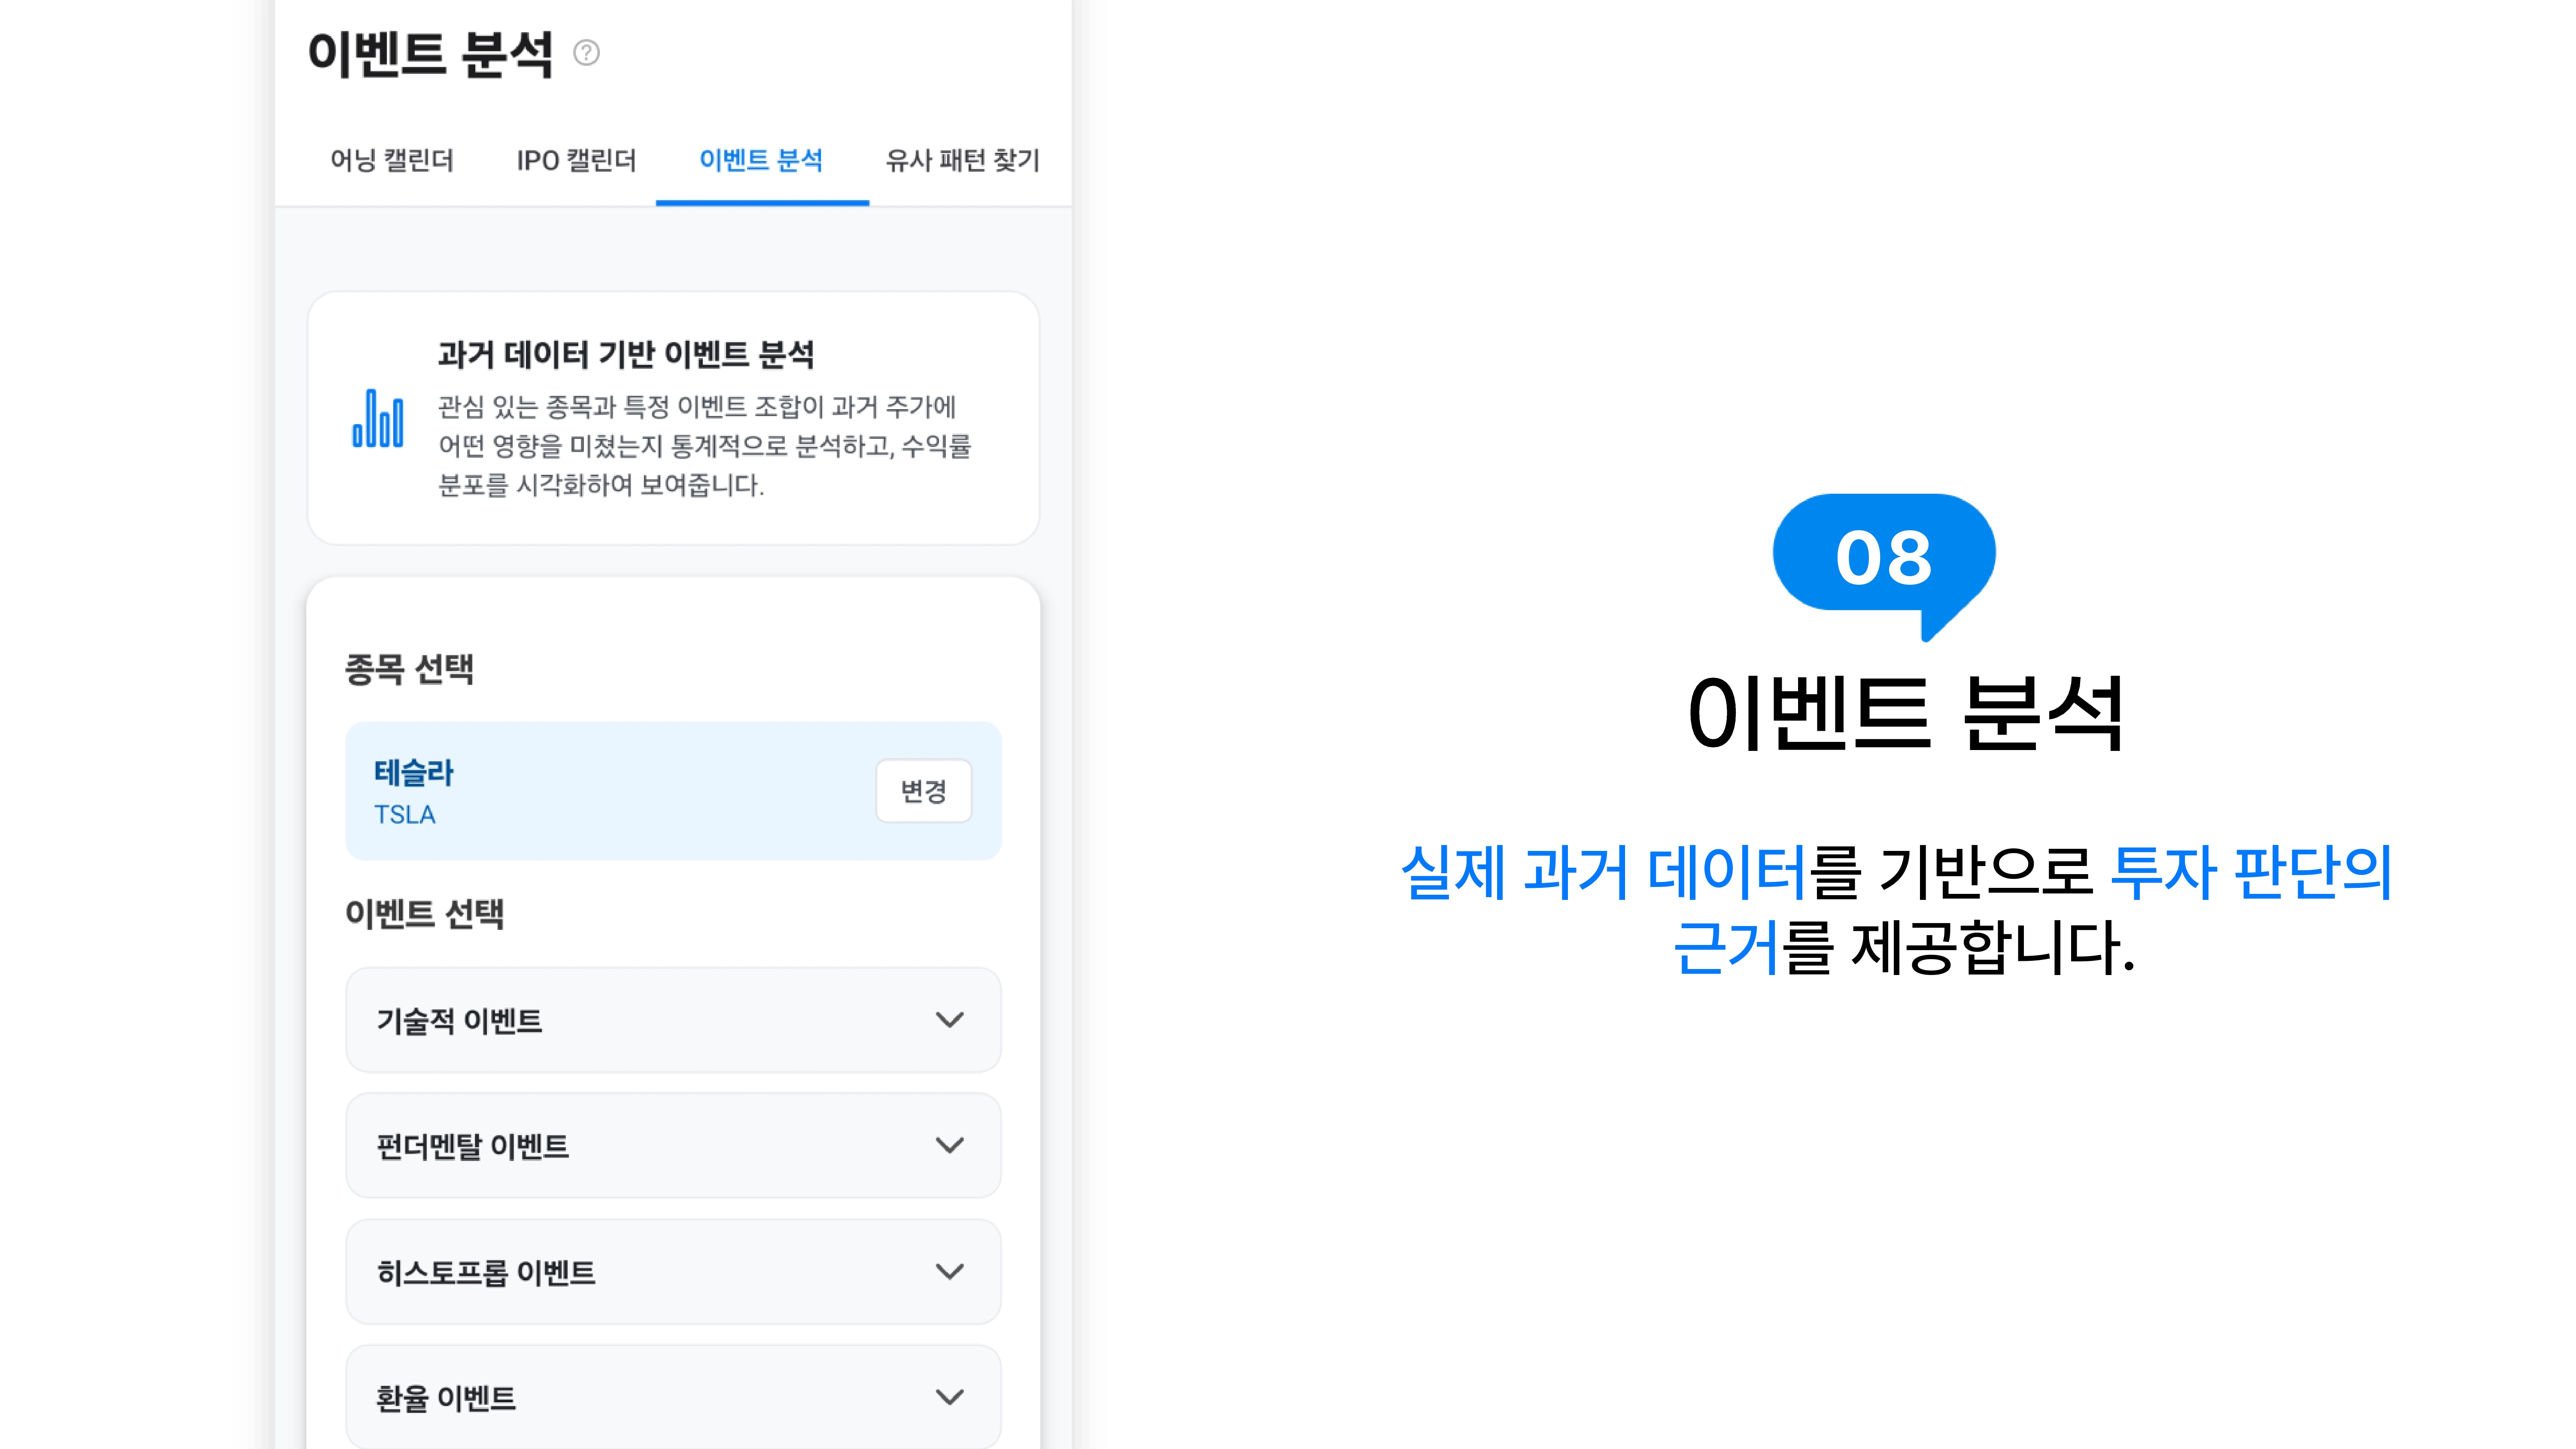 이벤트 분석 ?
어닝 캘린더 IPO 캘린더 이벤트 분석 유사 패턴 찾기
과거 데이터 기반 이벤트 분석
관심 있는 종목과 특정 이벤트 조합이 과거 주가에
어떤 영향을 미쳤는지 통계적으로 분석하고, 수익률
분포를 시각화하여 보여줍니다.
종목 선택
테슬라
TSLA
변경
이벤트 선택
기술적 이벤트
펀더멘탈 이벤트
히스토프롭 이벤트
환율 이벤트
08
이벤트 분석
실제 과거 데이터를 기반으로 투자 판단의
근거를 제공합니다.